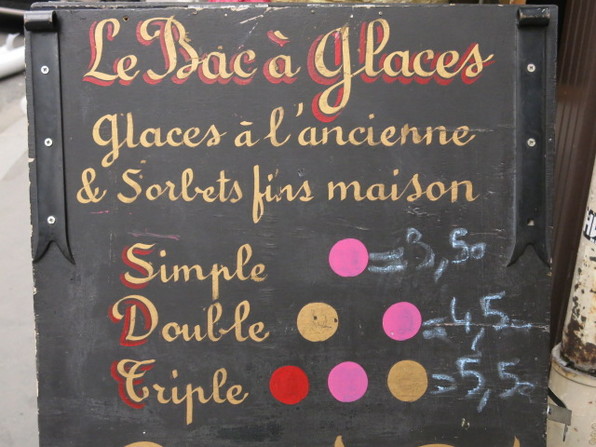 Le Bac à Glaces
Glaces à l'ancienne
& Sorbets fins maison
Simple = 3,50
Double = 4,5
Triple = 5,50